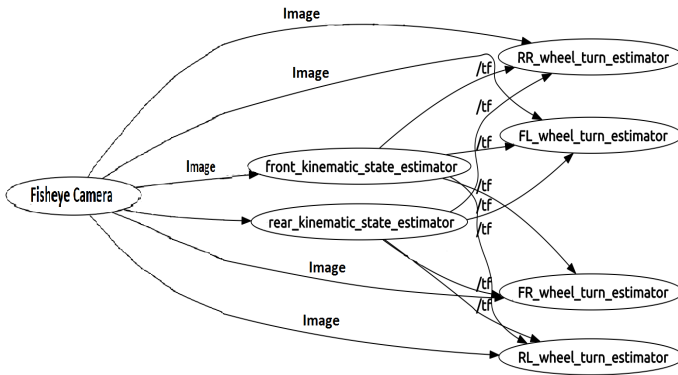 Image
RR_wheel_turn_estimator
/tf
Image
/tf
FL_wheel_turn_estimator
/tf
Image
front_kinematic_state_estimator
/tf
Fisheye Camera
/tf
rear_kinematic_state_estimator
/tf
Image
/tf
FR_wheel_turn_estimator
/tf
Image
RL_wheel_turn_estimator